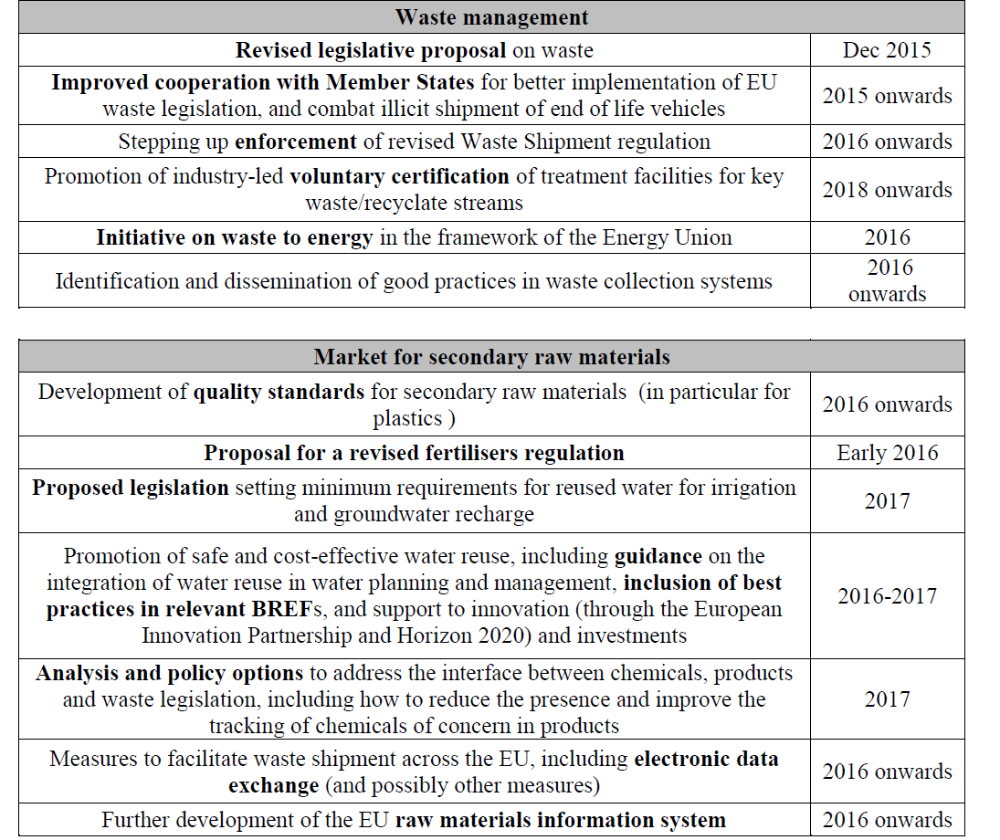 Waste management
Revised legislative proposal on waste
Dec 2015
Improved cooperation with Member States for better implementation of EU
waste legislation, and combat illicit shipment of end of life vehicles
2015 onwards
Stepping up enforcement of revised Waste Shipment regulation
2016 onwards
Promotion of industry-led voluntary certification of treatment facilities for key
waste/recyclate streams
2018 onwards
Initiative on waste to energy in the framework of the Energy Union
2016
Identification and dissemination of good practices in waste collection systems
2016
onwards
Market for secondary raw materials
Development of quality standards for secondary raw materials (in particular for
plastics )
2016 onwards
Proposal for a revised fertilisers regulation
Early 2016
Proposed legislation setting minimum requirements for reused water for irrigation
and groundwater recharge
2017
Promotion of safe and cost-effective water reuse, including guidance on the
integration of water reuse in water planning and management, inclusion of best
practices in relevant BREFs, and support to innovation (through the European
Innovation Partnership and Horizon 2020) and investments
2016-2017
Analysis and policy options to address the interface between chemicals, products
and waste legislation, including how to reduce the presence and improve the
tracking of chemicals of concern in products
2017
Measures to facilitate waste shipment across the EU, including electronic data
exchange (and possibly other measures)
2016 onwards
Further development of the EU raw materials information system
2016 onwards